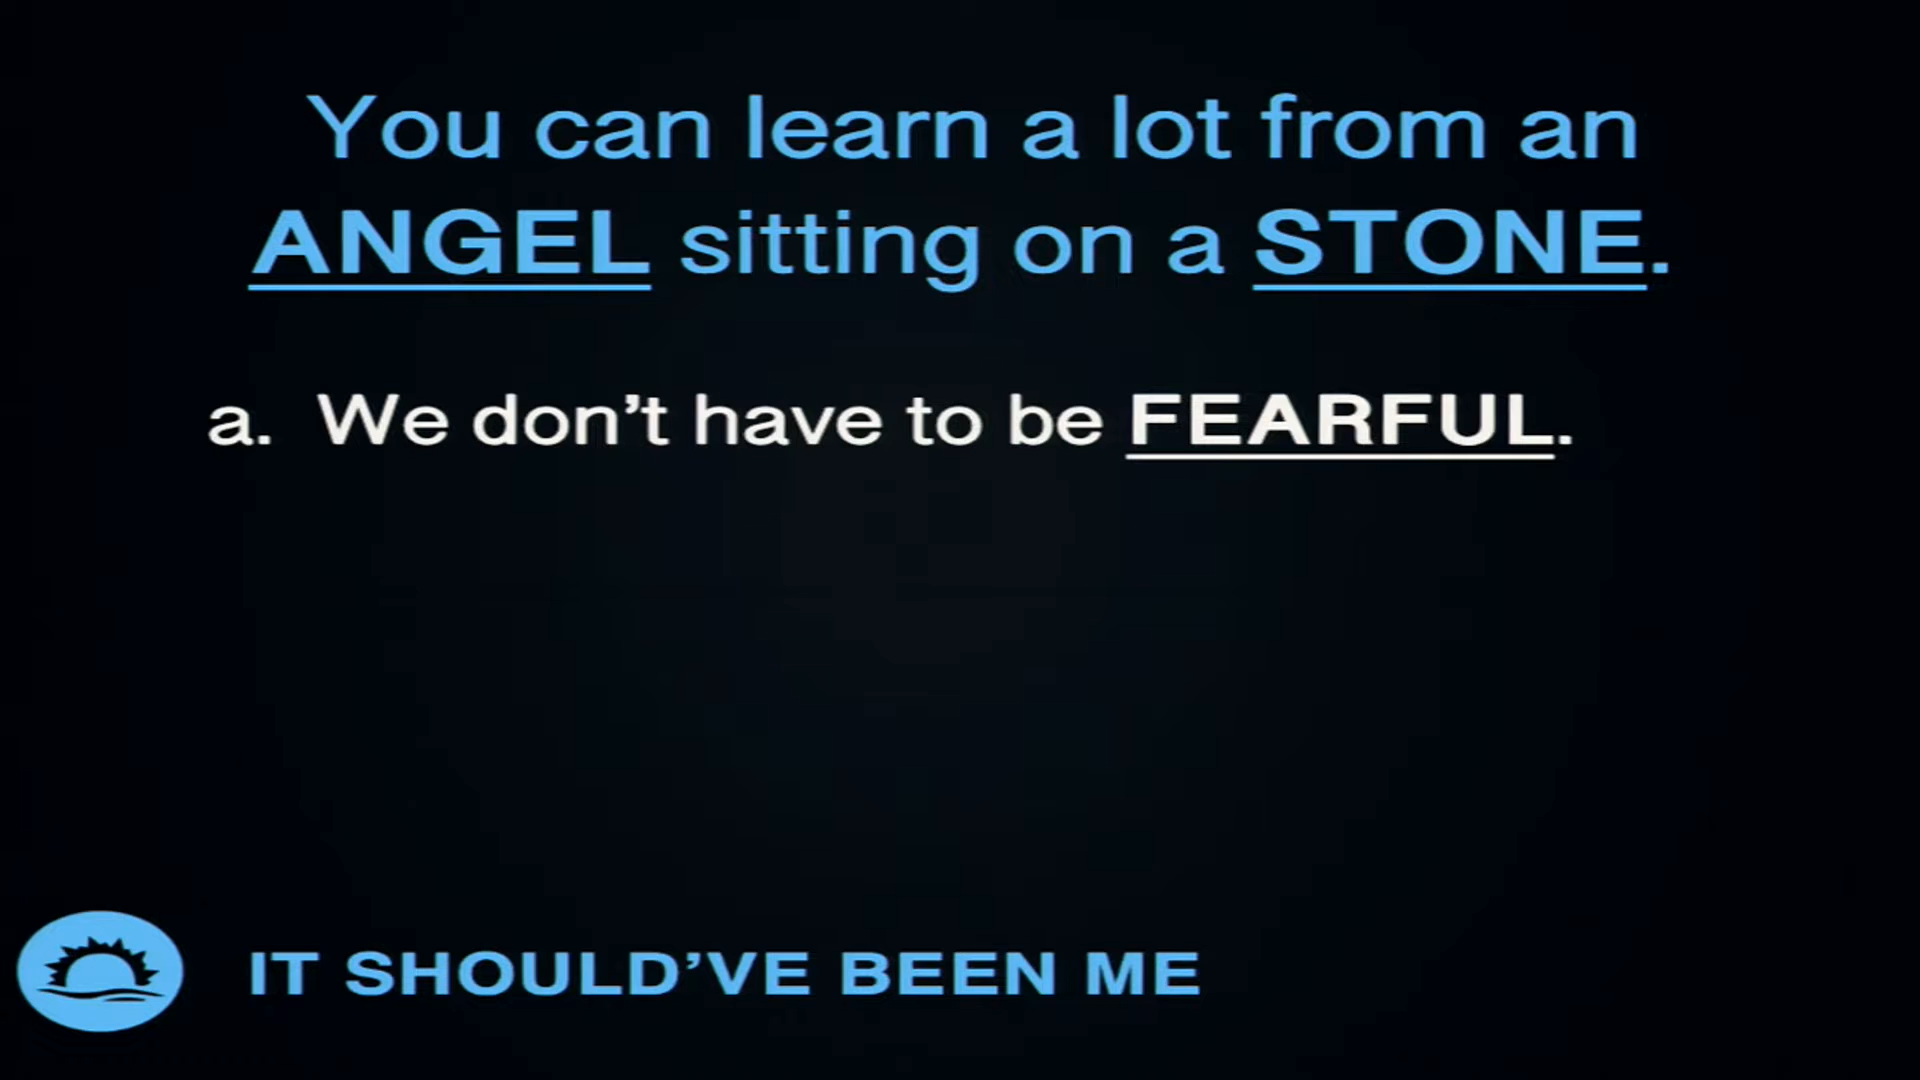 You can learn a lot from an
ANGEL sitting on a STONE.
a. We don’t have to be FEARFUL.
IT SHOULD’VE BEEN ME